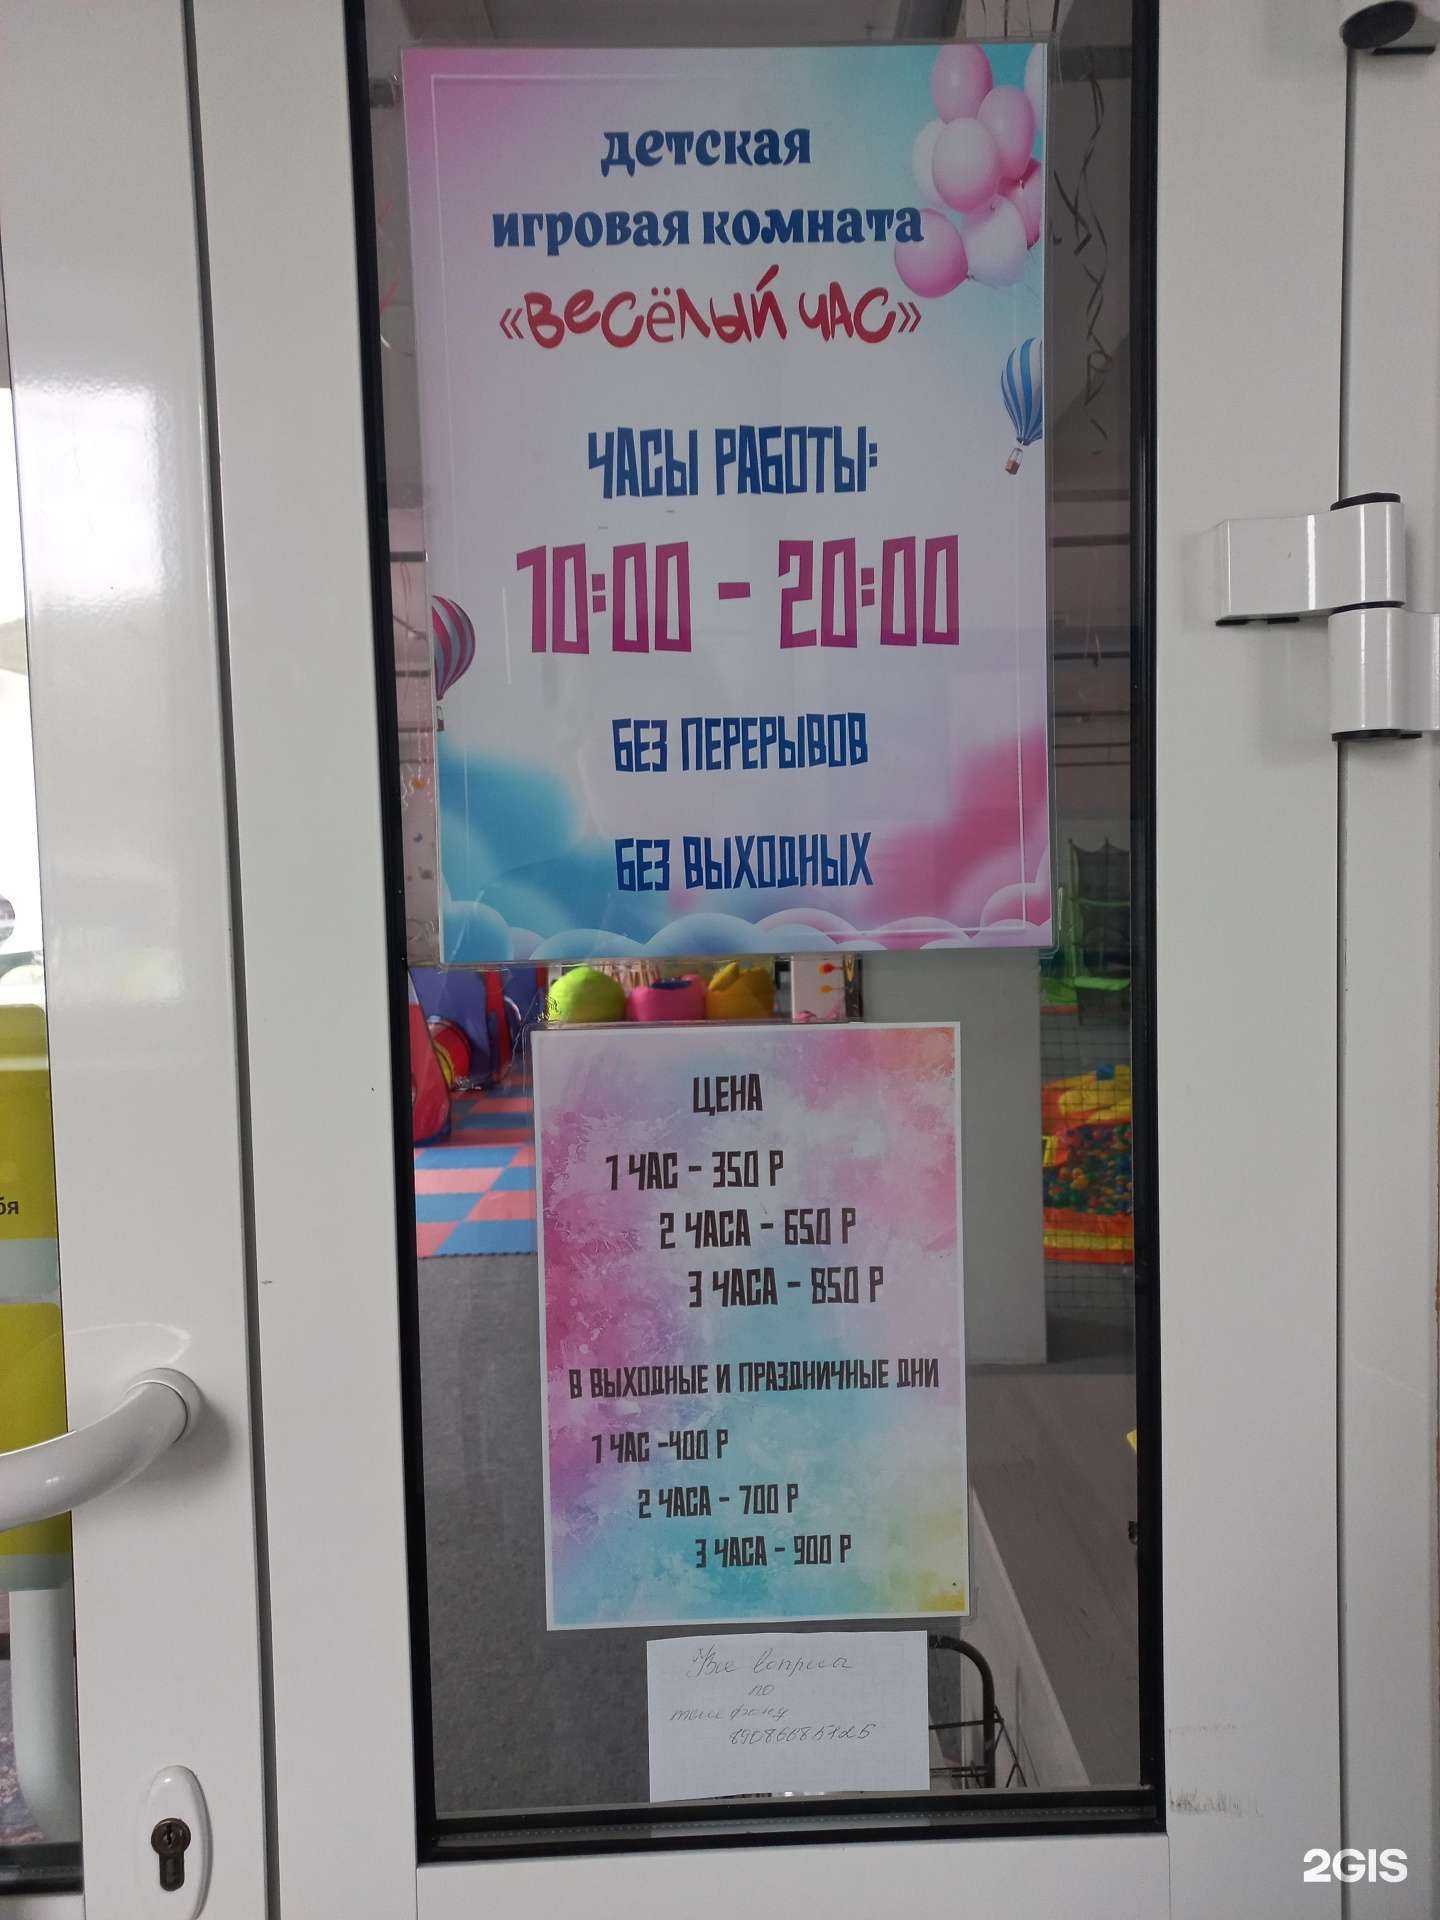 детская
игровая комната
«Весёлый час»
ЧАСЫ РАБОТЫ:
10:00 - 20:00
БЕЗ ПЕРЕРЫВОВ
БЕЗ ВЫХОДНЫХ
ЦЕНА
1 ЧАС - 350 Р
2 ЧАСА - 650 Р
3 ЧАСА - 850 Р
В ВЫХОДНЫЕ И ПРАЗДНИЧНЫЕ ДНИ
1 ЧАС -400 Р
2 ЧАСА - 700 Р
3 ЧАСА - 900 Р
Все вопросы
по
телефону
бя
2GIS